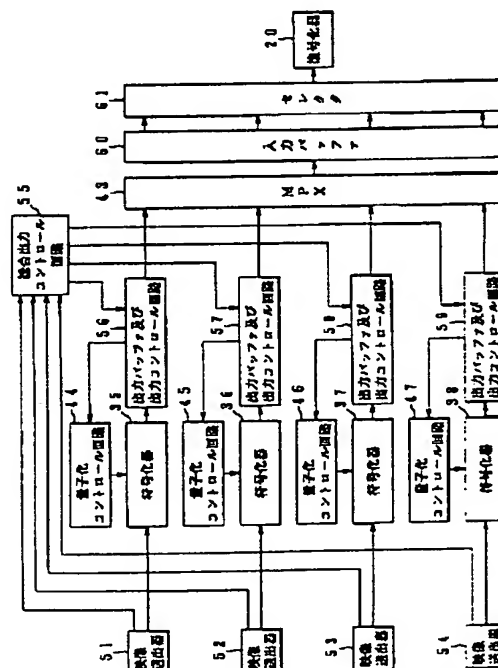 55
総合出力
コントロール
回路
44
量子化
コントロール回路
35
符号化器
56
出力バッファ及び
出力コントロール回路
51
映像
送出器
45
量子化
コントロール回路
36
符号化器
57
出力バッファ及び
出力コントロール回路
52
映像
送出器
46
量子化
コントロール回路
37
符号化器
58
出力バッファ及び
出力コントロール回路
53
映像
送出器
47
量子化
コントロール回路
38
符号化器
59
出力バッファ及び
出力コントロール回路
54
映像
送出器
43
MPX
60
入力バッファ
61
セレクタ
20
復号化器